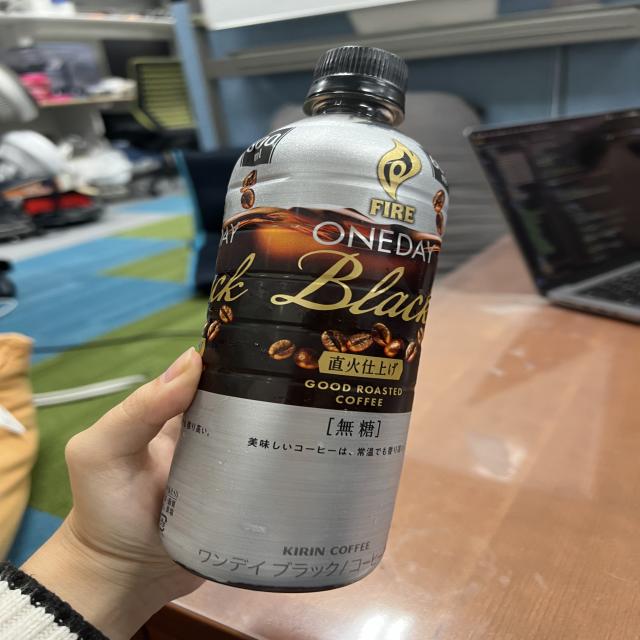 FIRE
ONEDAY
Black
直火仕上げ
GOOD ROASTED
COFFEE
[無糖]
美味しいコーヒーは、常温でも香り高い
KIRIN COFFEE
ワンデイ ブラック/コーヒー